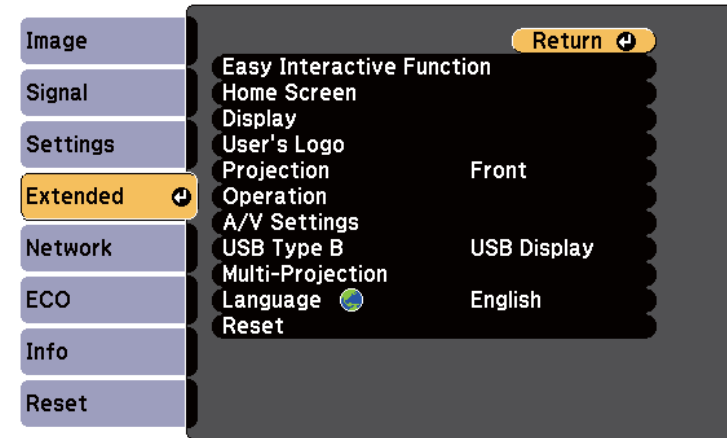 Image
Signal
Settings
Extended
Network
ECO
Info
Reset
Return
Easy Interactive Function
Home Screen
Display
User's Logo
Projection Front
Operation
A/V Settings
USB Type B USB Display
Multi-Projection
Language English
Reset